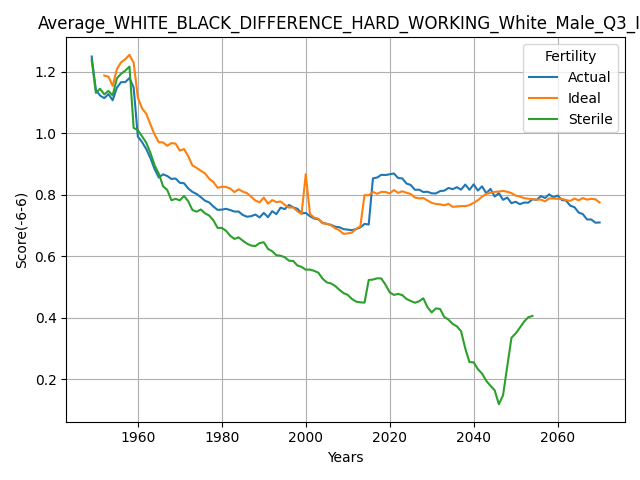 Average_WHITE_BLACK_DIFFERENCE_HARD_WORKING_White_Male_Q3_I
Fertility
Actual
Ideal
Sterile
Score(-6-6)
1.2
1.0
0.8
0.6
0.4
0.2
1960 1980 2000 2020 2040 2060
Years